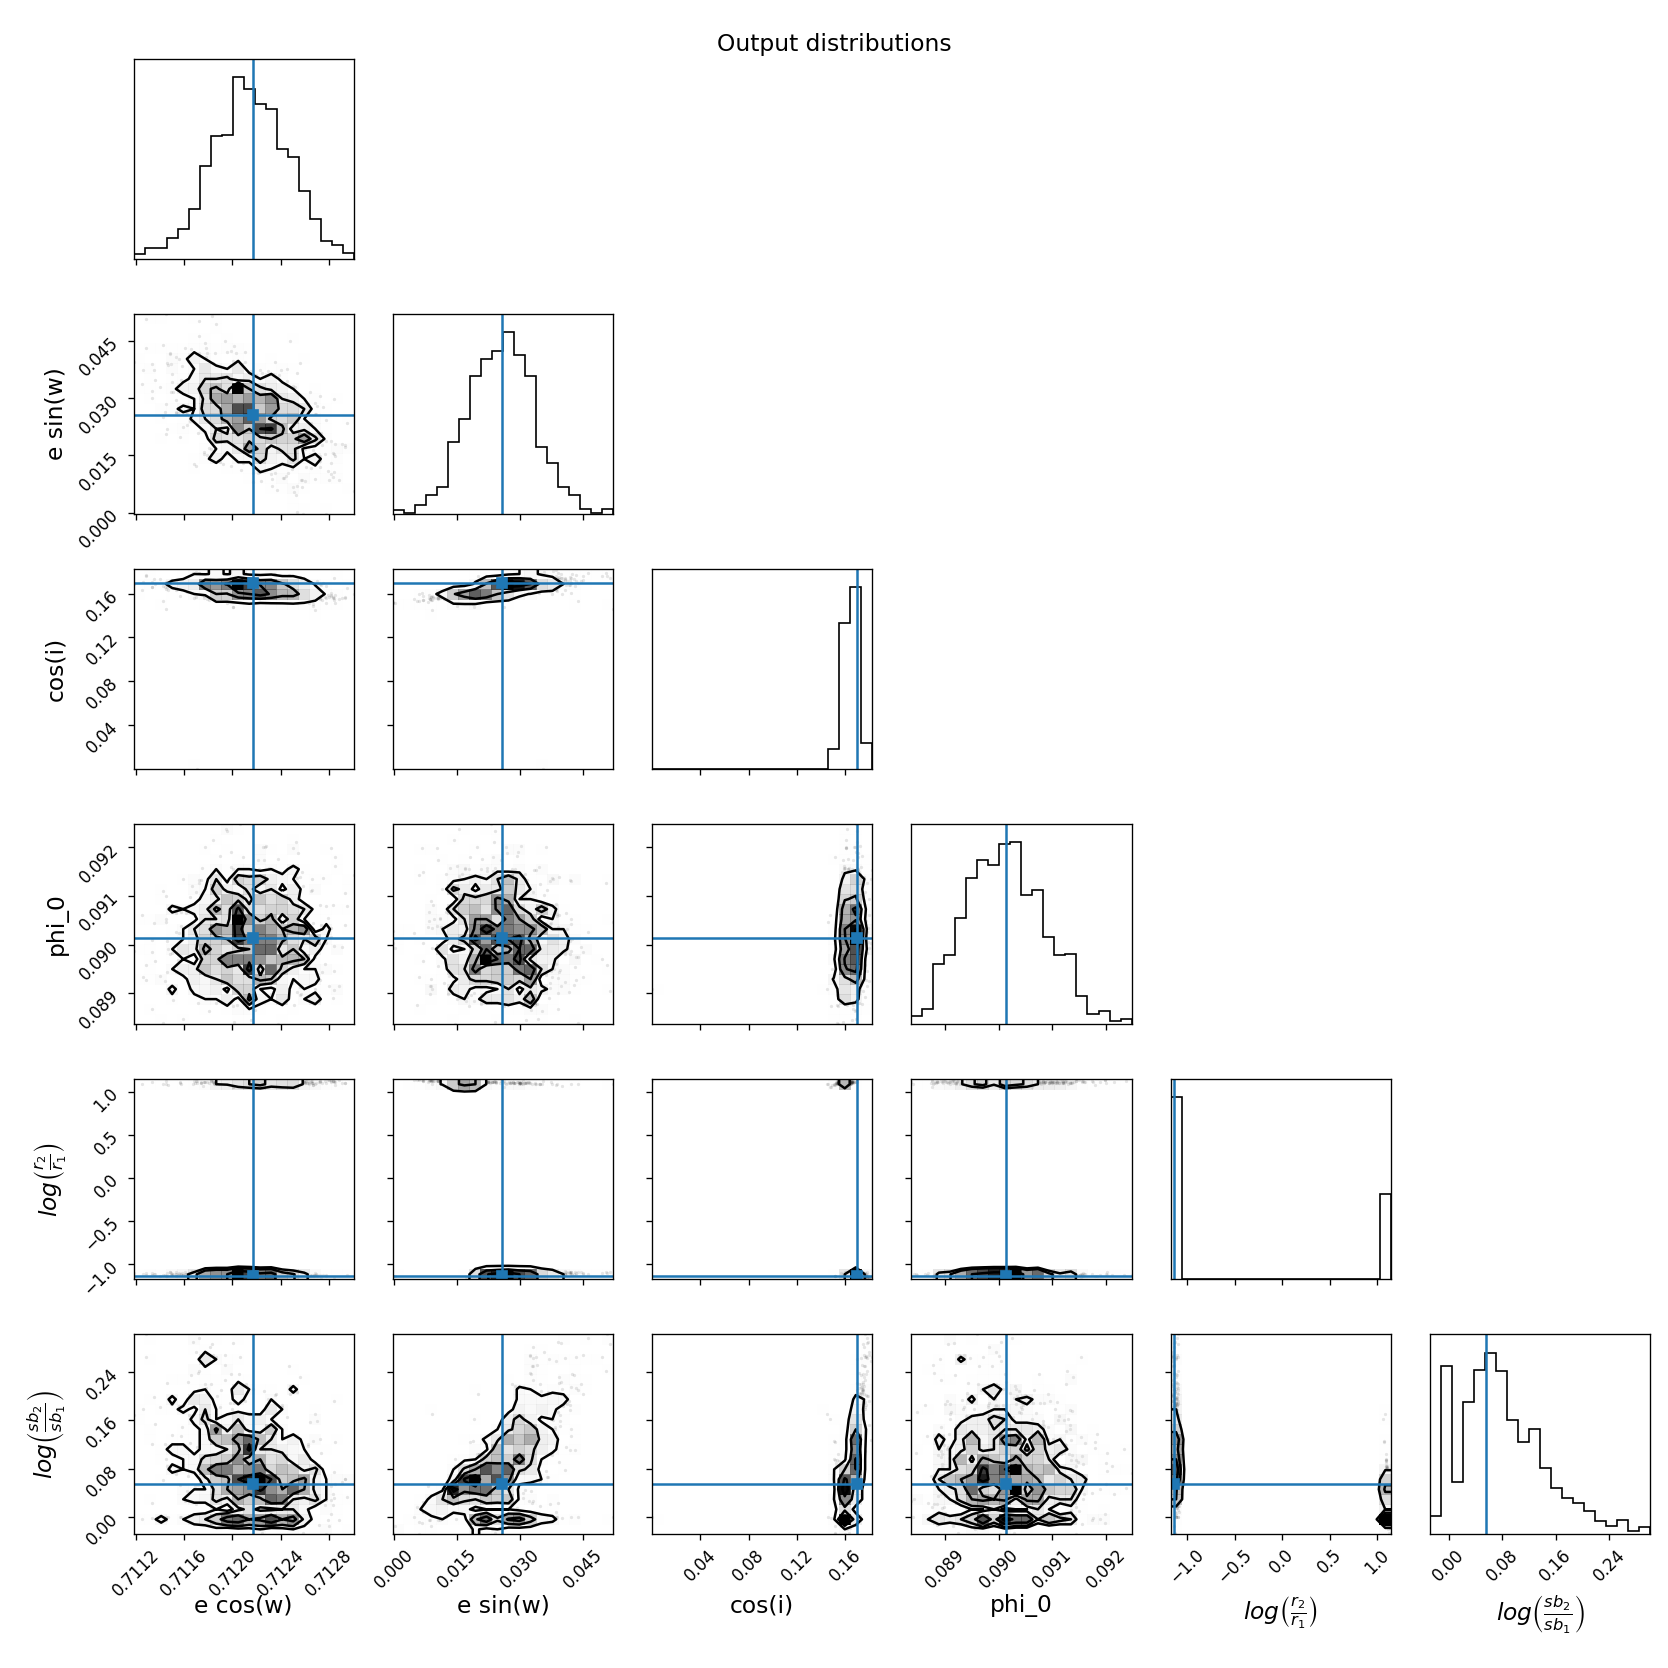 Output distributions
e sin(w)
0.045
0.030
0.015
0.000
cos(i)
0.16
0.12
0.08
0.04
phi_0
0.092
0.091
0.090
0.089
log(r2/r1)
1.0
0.5
0.0
−0.5
−1.0
log(sb2/sb1)
0.24
0.16
0.08
0.00
0.7112 0.7116 0.7120 0.7124 0.7128 0.000 0.015 0.030 0.045 0.04 0.08 0.12 0.16 0.089 0.090 0.091 0.092 −1.0 −0.5 0.0 0.5 1.0 0.00 0.08 0.16 0.24
e cos(w) e sin(w) cos(i) phi_0 log(r2/r1) log(sb2/sb1)